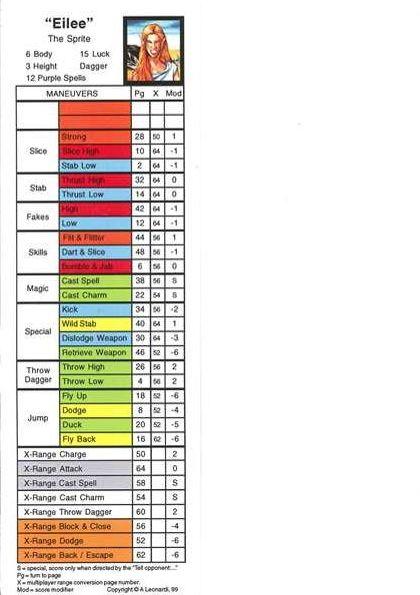 “Eilee”
The Sprite
6 Body 15 Luck
3 Height Dagger
12 Purple Spells
MANEUVERS Pg X Mod
Slice
Strong 28 50 1
Slice High 10 64 -1
Stab Low 2 64 -1
Stab
Thrust High 32 64 0
Thrust Low 14 64 0
Fakes
High 42 64 -1
Low 12 64 -1
Skills
Flit & Flitter 44 56 1
Dart & Slice 48 56 -1
Bumble & Jab 6 56 0
Magic
Cast Spell 38 56 S
Cast Charm 22 54 S
Special
Kick 34 56 -2
Wild Stab 40 64 1
Dislodge Weapon 30 64 -3
Retrieve Weapon 46 52 -6
Throw Dagger
Throw High 26 56 2
Throw Low 4 56 2
Jump
Fly Up 18 52 -6
Dodge 8 52 -4
Duck 20 52 -5
Fly Back 16 62 -6
X-Range Charge 50 2
X-Range Attack 64 0
X-Range Cast Spell 58 S
X-Range Cast Charm 54 S
X-Range Throw Dagger 60 2
X-Range Block & Close 56 -4
X-Range Dodge 52 -6
X-Range Back / Escape 62 -6
S = special, score only when directed by the "Tell opponent:..."
Pg = turn to page
X = multiplayer range conversion page number.
Mod = score modifier Copyright © A Leonardi, 99